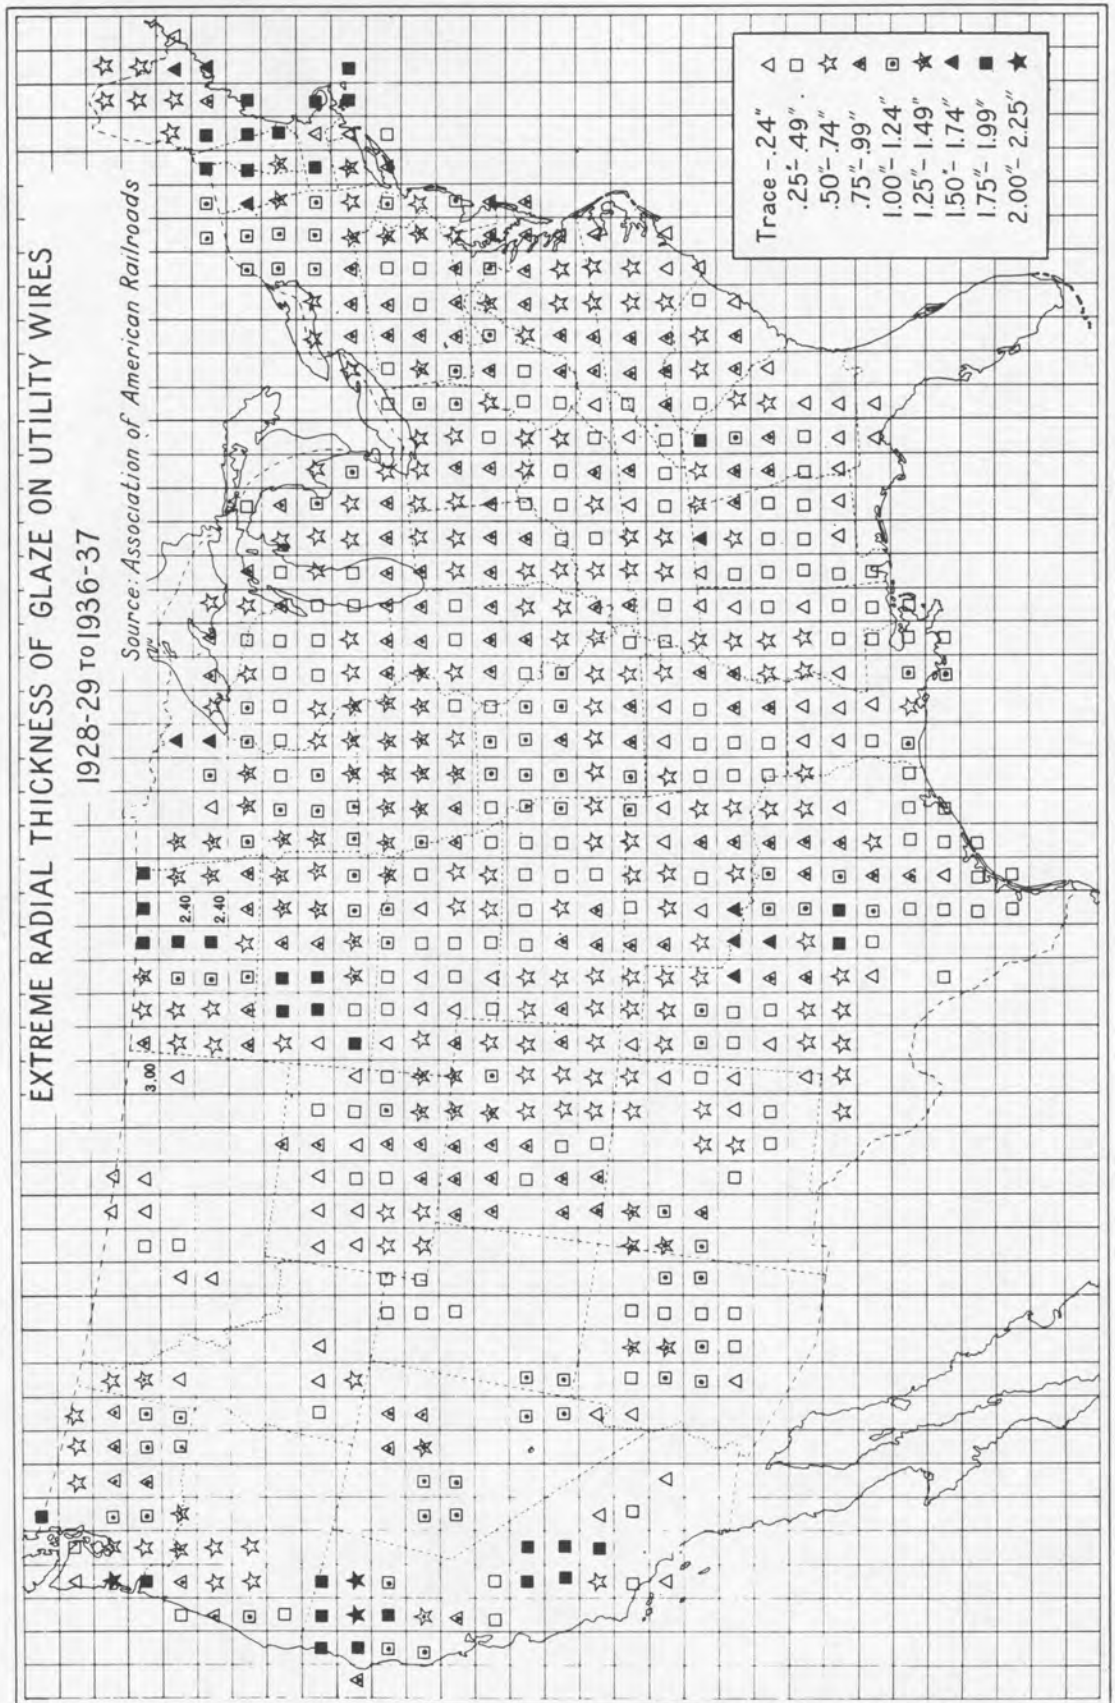 EXTREME RADIAL THICKNESS OF GLAZE ON UTILITY WIRES
1928-29 TO 1936-37
Source: Association of American Railroads
3.00
2.40
2.40
Trace - .24"
.25"- .49" .
.50"- .74"
.75"- .99"
1.00"- 1.24"
1.25"- 1.49"
1.50"- 1.74"
1.75"- 1.99"
2.00"- 2.25"